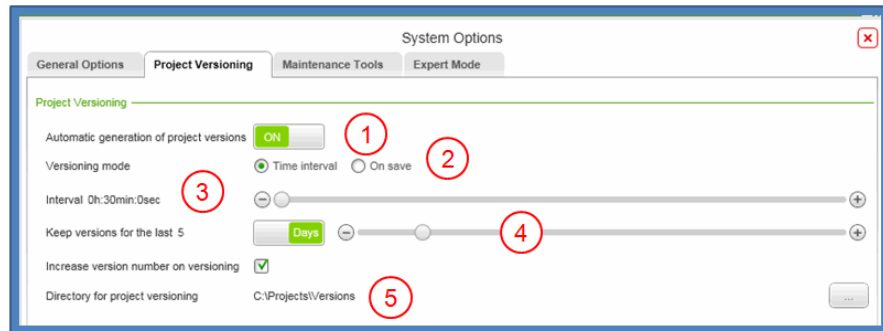 System Options
General Options Project Versioning Maintenance Tools Expert Mode
Project Versioning
Automatic generation of project versions ON 1
Versioning mode Time interval On save 2
Interval 0h:30min:0sec 3
Keep versions for the last 5 Days 4
Increase version number on versioning
Directory for project versioning C:\Projects\Versions 5 ...